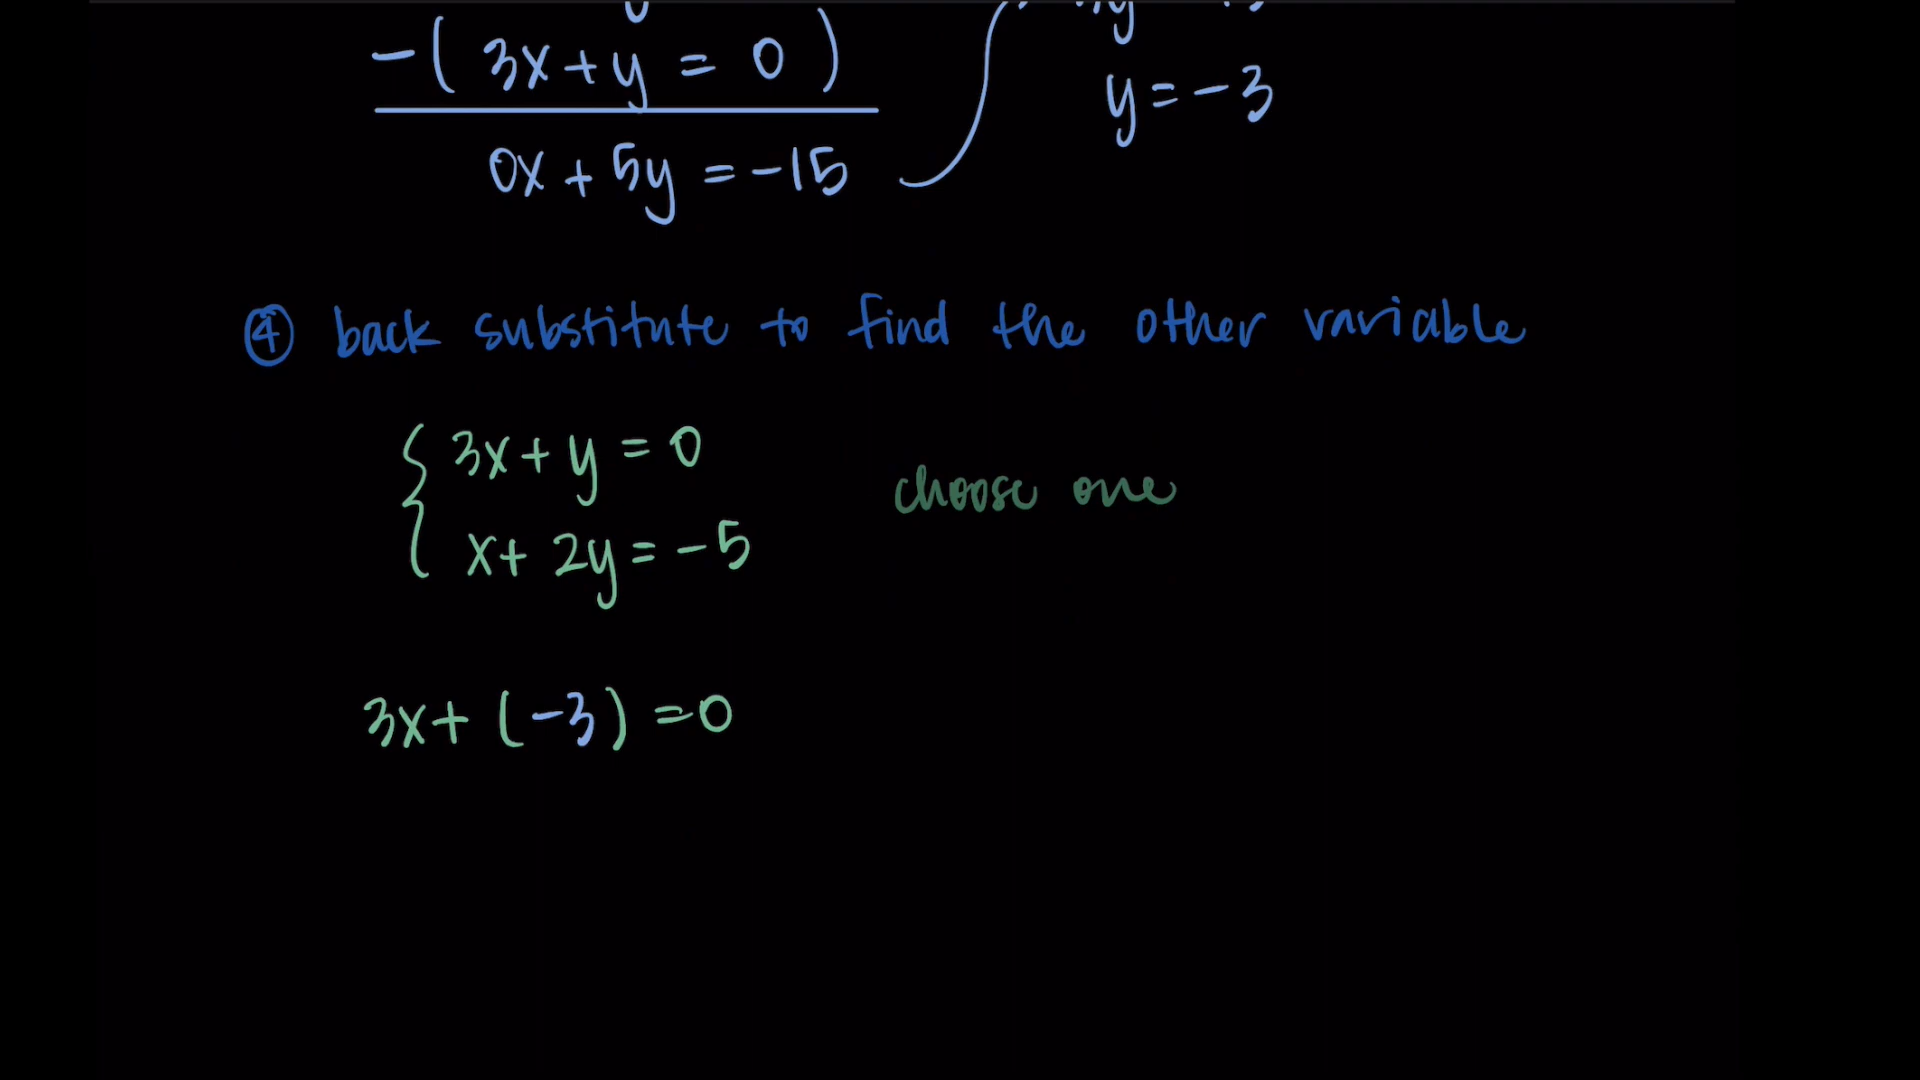 -( 3x+y = 0 )
y=-3
0x + 5y = -15
④ back substitute to find the other variable
3x+y=0
choose one
x+ 2y=-5
3x+ (-3) =0